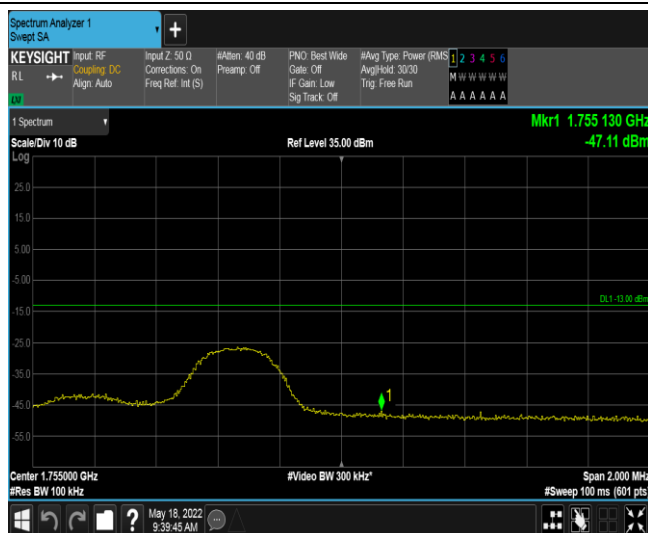 Spectrum Analyzer 1
Swept SA
+
KEYSIGHT
RL
LXI
Input: RF
Coupling: DC
Align: Auto
Input Z: 50 Ω
Corrections: On
Freq Ref: Int (S)
#Atten: 40 dB
Preamp: Off
PNO: Best Wide
Gate: Off
IF Gain: Low
Sig Track: Off
#Avg Type: Power (RMS
Avg|Hold: 30/30
Trig: Free Run
1 2 3 4 5 6
M W W W W W
A A A A A A
1 Spectrum
Scale/Div 10 dB
Ref Level 35.00 dBm
Mkr1 1.755 130 GHz
-47.11 dBm
Log
25.0
15.0
5.00
-5.00
DL1 -13.00 dBm
-15.0
-25.0
-35.0
1
-45.0
-55.0
Center 1.755000 GHz
#Video BW 300 kHz*
Span 2.000 MHz
#Res BW 100 kHz
#Sweep 100 ms (601 pts)
?
May 18, 2022
9:39:45 AM